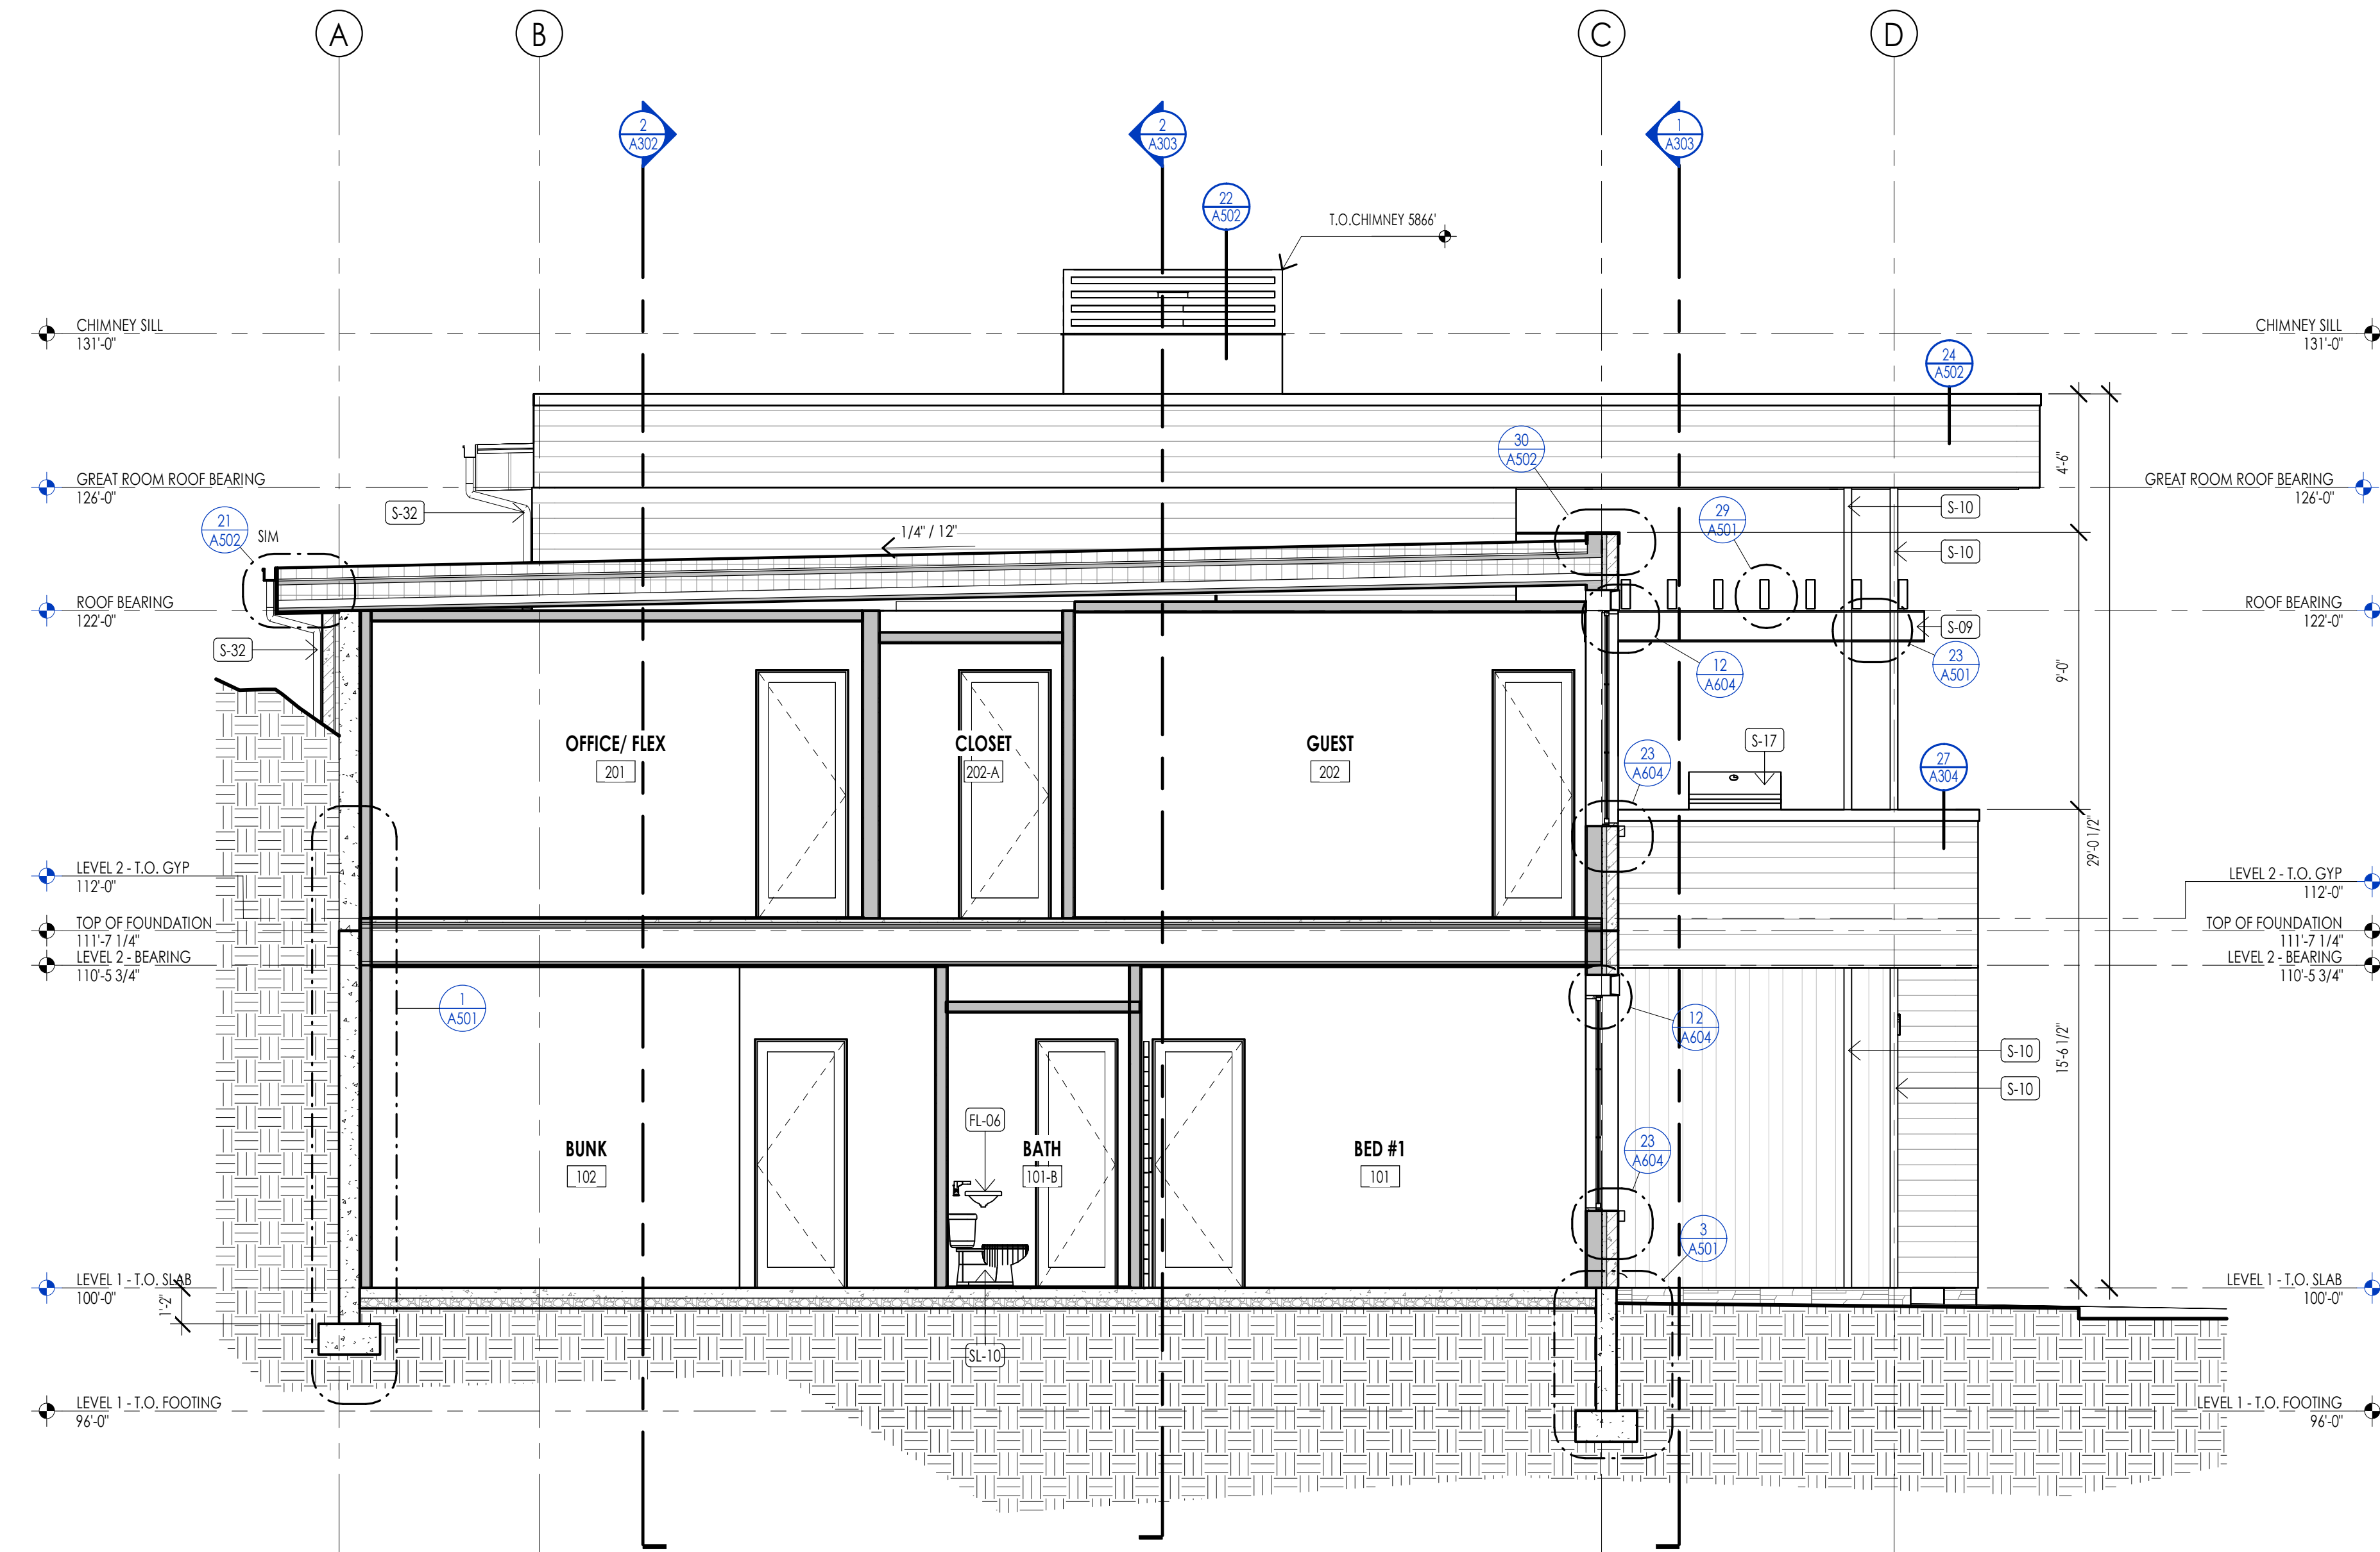 A
B
C
D
2
A302
2
A303
1
A303
22
A502
T.O.CHIMNEY 5866'
CHIMNEY SILL
131'-0"
CHIMNEY SILL
131'-0"
24
A502
30
A502
4'-6"
GREAT ROOM ROOF BEARING
126'-0"
GREAT ROOM ROOF BEARING
126'-0"
S-32
S-10
29
A501
21
A502
SIM
1/4" / 12"
S-10
ROOF BEARING
122'-0"
ROOF BEARING
122'-0"
S-09
S-32
12
A604
23
A501
9'-0"
OFFICE/ FLEX
201
CLOSET
202-A
GUEST
202
S-17
23
A604
27
A304
29'-0 1/2"
LEVEL 2 - T.O. GYP
112'-0"
LEVEL 2 - T.O. GYP
112'-0"
TOP OF FOUNDATION
111'-7 1/4"
TOP OF FOUNDATION
111'-7 1/4"
LEVEL 2 - BEARING
110'-5 3/4"
LEVEL 2 - BEARING
110'-5 3/4"
1
A501
12
A604
S-10
15'-6 1/2"
S-10
FL-06
BUNK
102
BATH
101-B
BED #1
101
23
A604
3
A501
LEVEL 1 - T.O. SLAB
100'-0"
LEVEL 1 - T.O. SLAB
100'-0"
1'-2"
SL-10
LEVEL 1 - T.O. FOOTING
96'-0"
LEVEL 1 - T.O. FOOTING
96'-0"